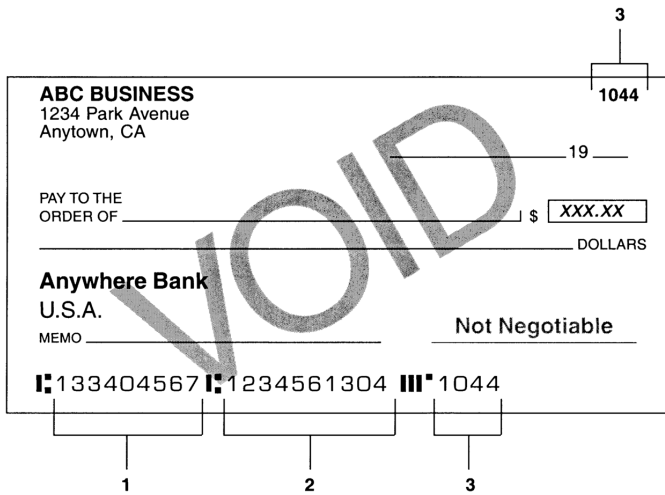 3
ABC BUSINESS
1044
1234 Park Avenue
Anytown, CA
19
PAY TO THE
ORDER OF
$ XXX.XX
DOLLARS
VOID
Anywhere Bank
U.S.A.
MEMO
Not Negotiable
⑆133404567⑆1234561304⑈1044
1
2
3